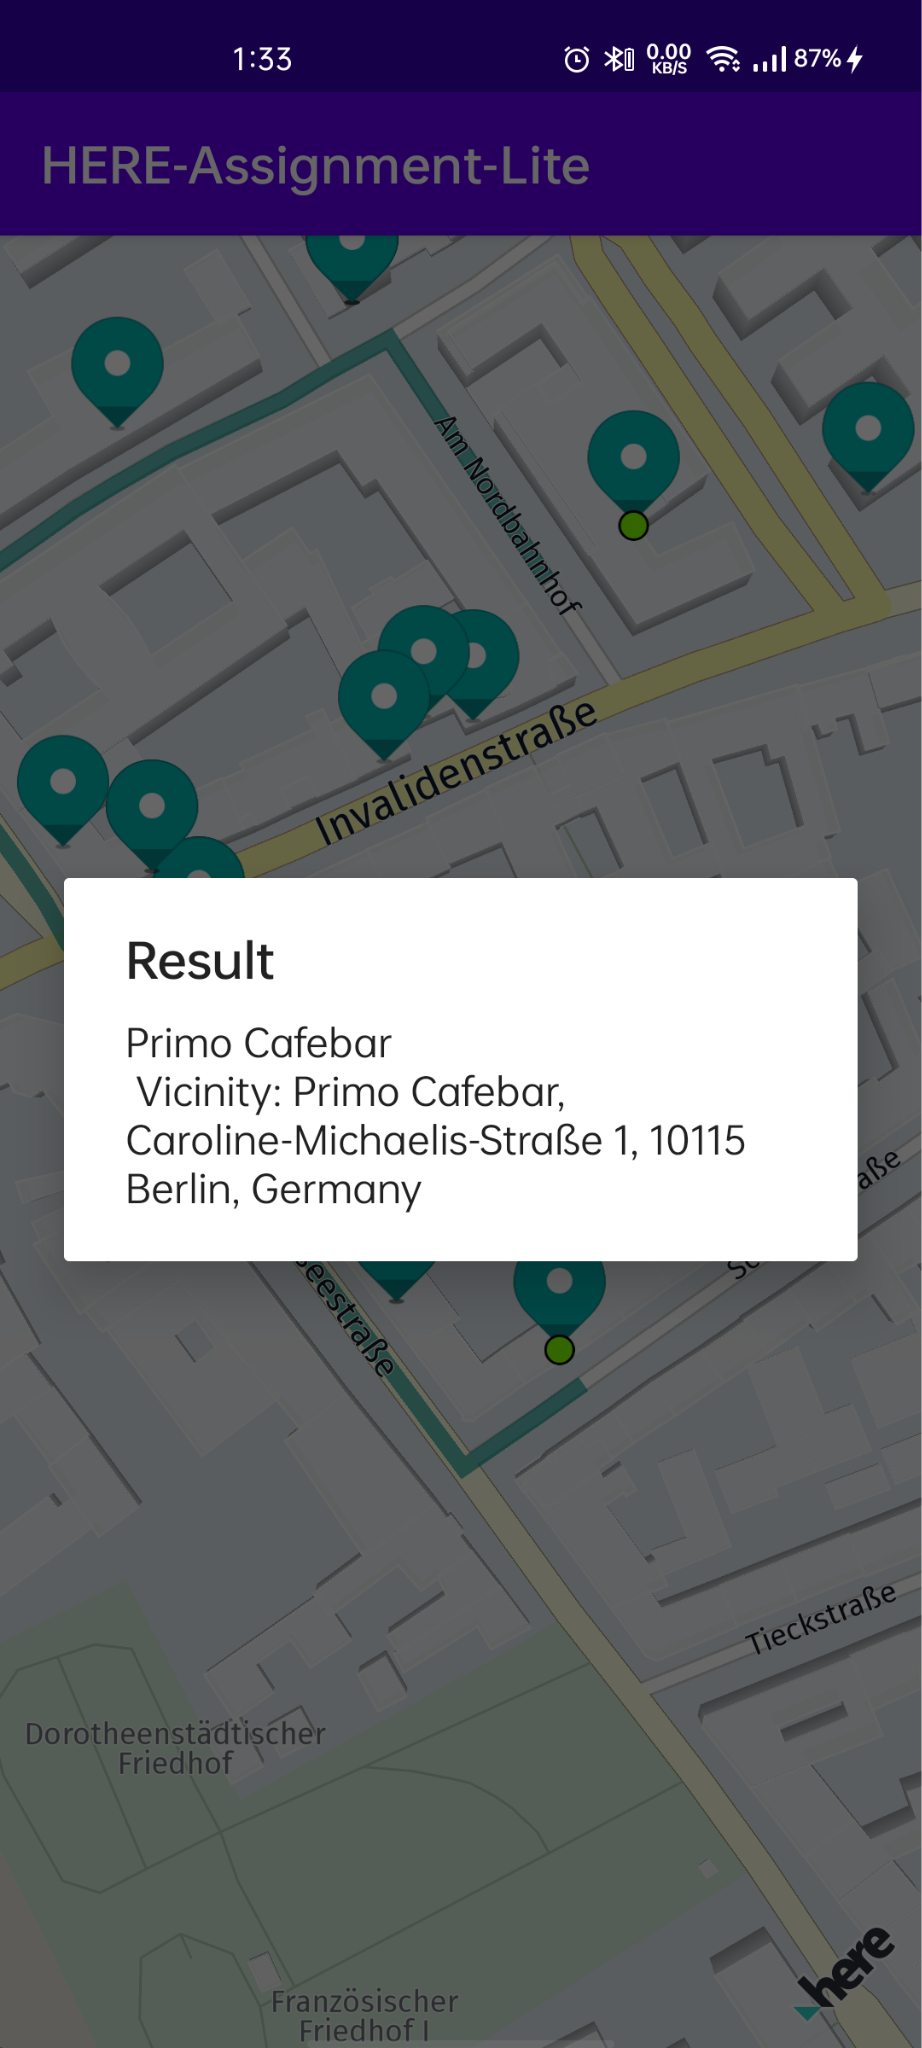 1:33
0.00
KB/S
87%
HERE-Assignment-Lite
Am Nordbahnhof
Invalidenstraße
Result
Primo Cafebar
Vicinity: Primo Cafebar,
Caroline-Michaelis-Straße 1, 10115
Berlin, Germany
aße
eestraße
Tieckstraße
Dorotheenstädtischer
Friedhof
here
Französischer
Friedhof I